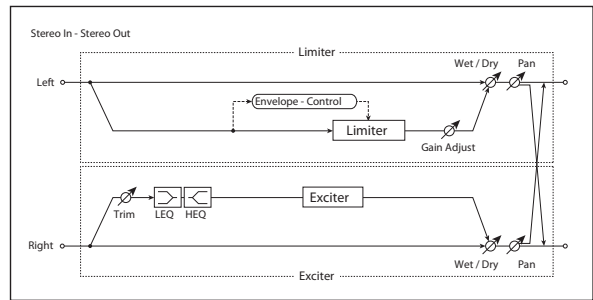 Stereo In - Stereo Out
Limiter
Wet / Dry
Pan
Left
Envelope - Control
Limiter
Gain Adjust
Exciter
Trim
LEQ
HEQ
Right
Wet / Dry
Pan
Exciter